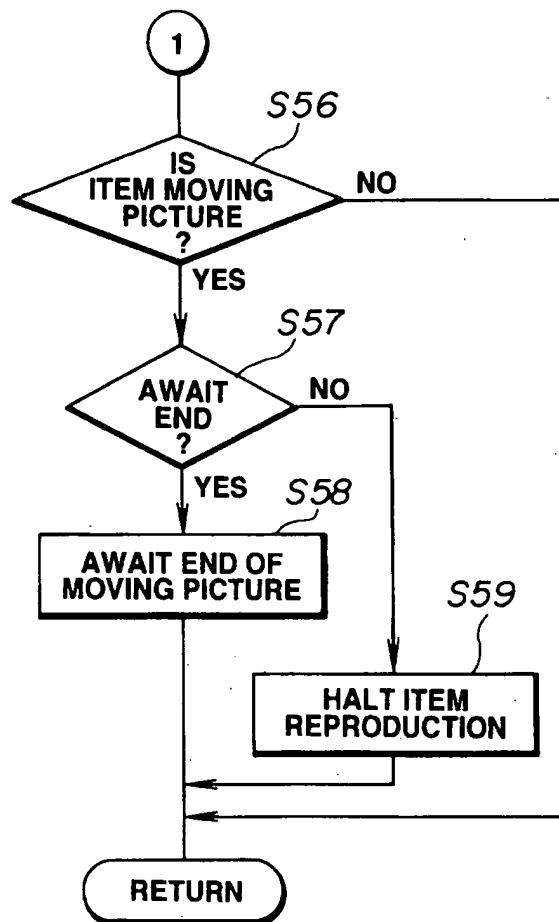 1
S56
IS
ITEM MOVING
PICTURE
?
NO
YES
S57
AWAIT
END
?
NO
YES
S58
AWAIT END OF
MOVING PICTURE
S59
HALT ITEM
REPRODUCTION
RETURN